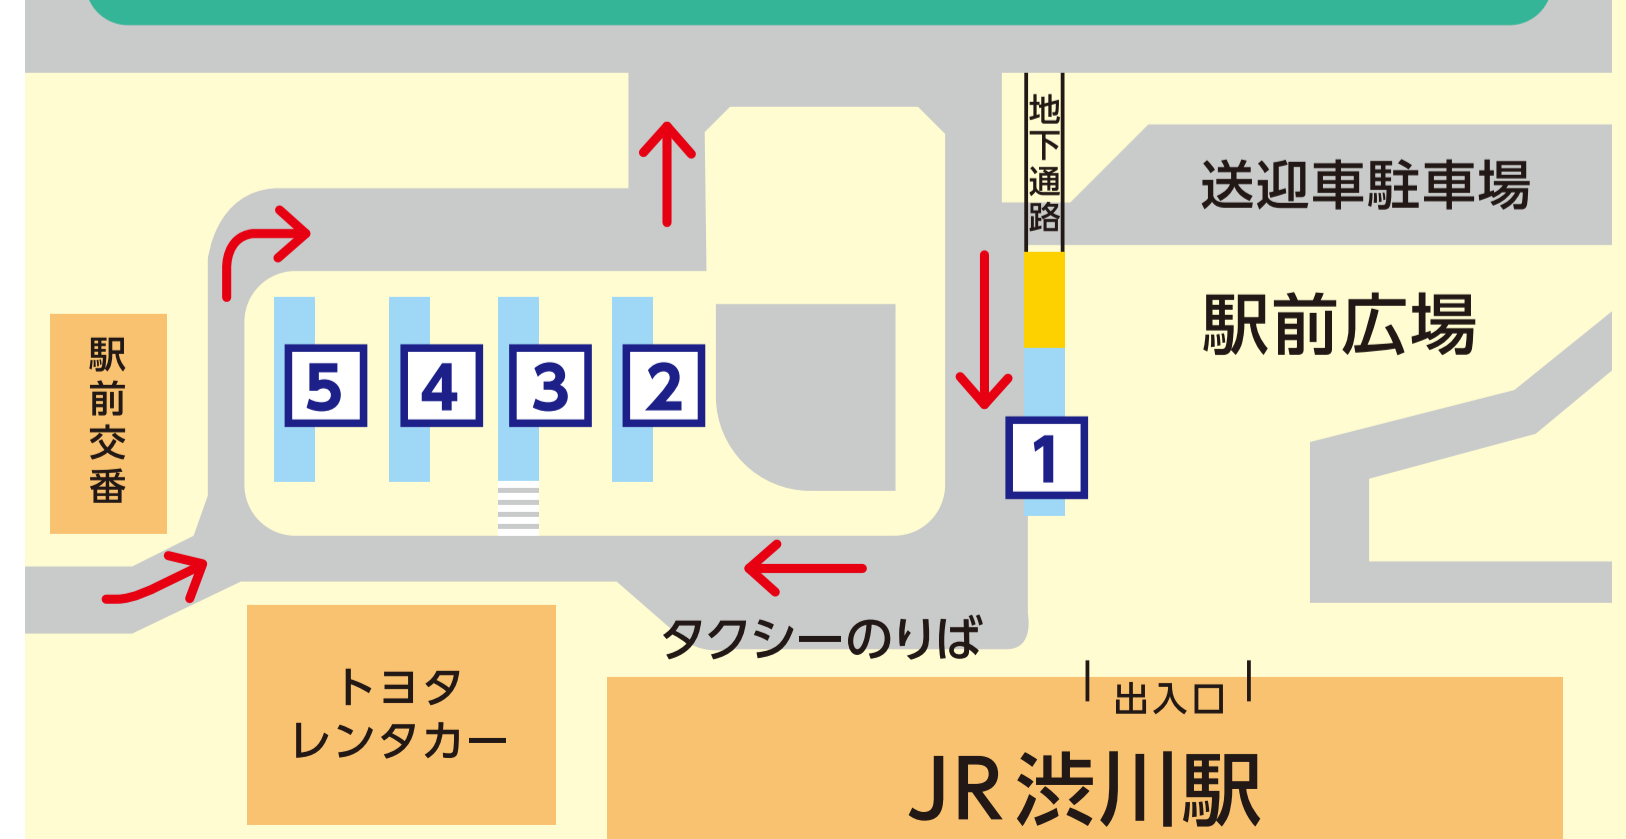 地下通路
送迎車駐車場
駅前広場
駅前交番
5
4
3
2
1
タクシーのりば
トヨタ
レンタカー
出入口
JR渋川駅